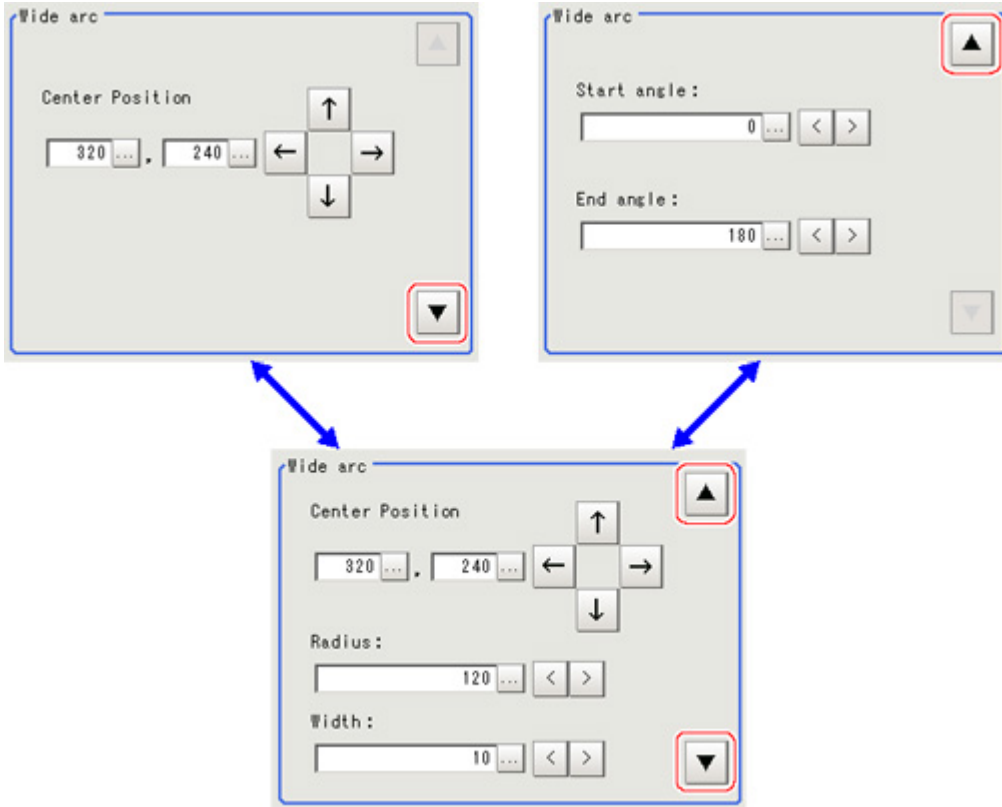 Wide arc
Center Position
320 ... , 240 ...
Wide arc
Start angle:
0 ... < >
End angle:
180 ... < >
Wide arc
Center Position
320 ... , 240 ...
Radius:
120 ... < >
Width:
10 ... < >